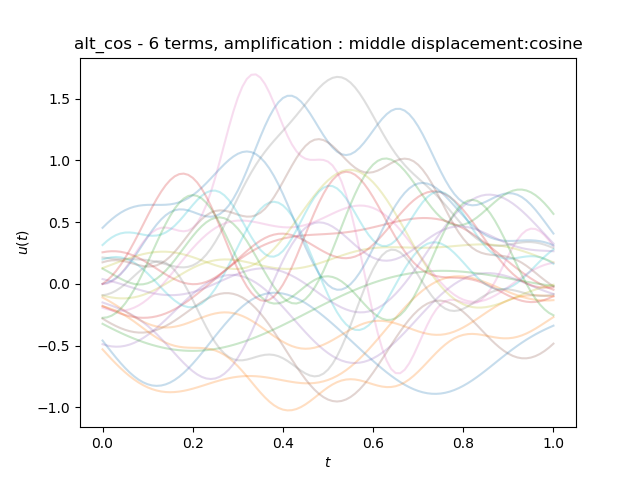 alt_cos - 6 terms, amplification : middle displacement:cosine
u(t)
1.5
1.0
0.5
0.0
−0.5
−1.0
0.0 0.2 0.4 0.6 0.8 1.0
t